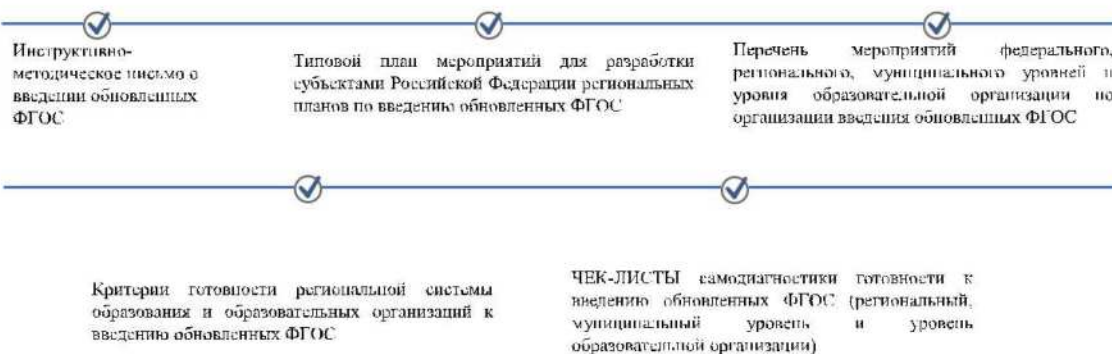 Инструктивно-
методическое письмо о
введении обновленных
ФГОС
Типовой план мероприятий для разработки
субъектами Российской Федерации региональных
планов по введению обновленных ФГОС
Перечень мероприятий федерального,
регионального, муниципального уровней и
уровня образовательной организации по
организации введения обновленных ФГОС
Критерии готовности региональной системы
образования и образовательных организаций к
введению обновленных ФГОС
ЧЕК-ЛИСТЫ самодиагностики готовности к
введению обновленных ФГОС (региональный,
муниципальный уровень и уровень
образовательной организации)